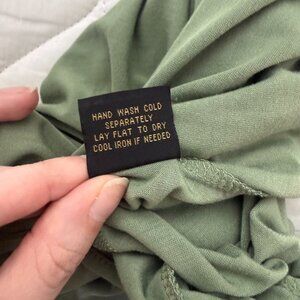 HAND WASH COLD
SEPARATELY
LAY FLAT TO DRY
COOL IRON IF NEEDED